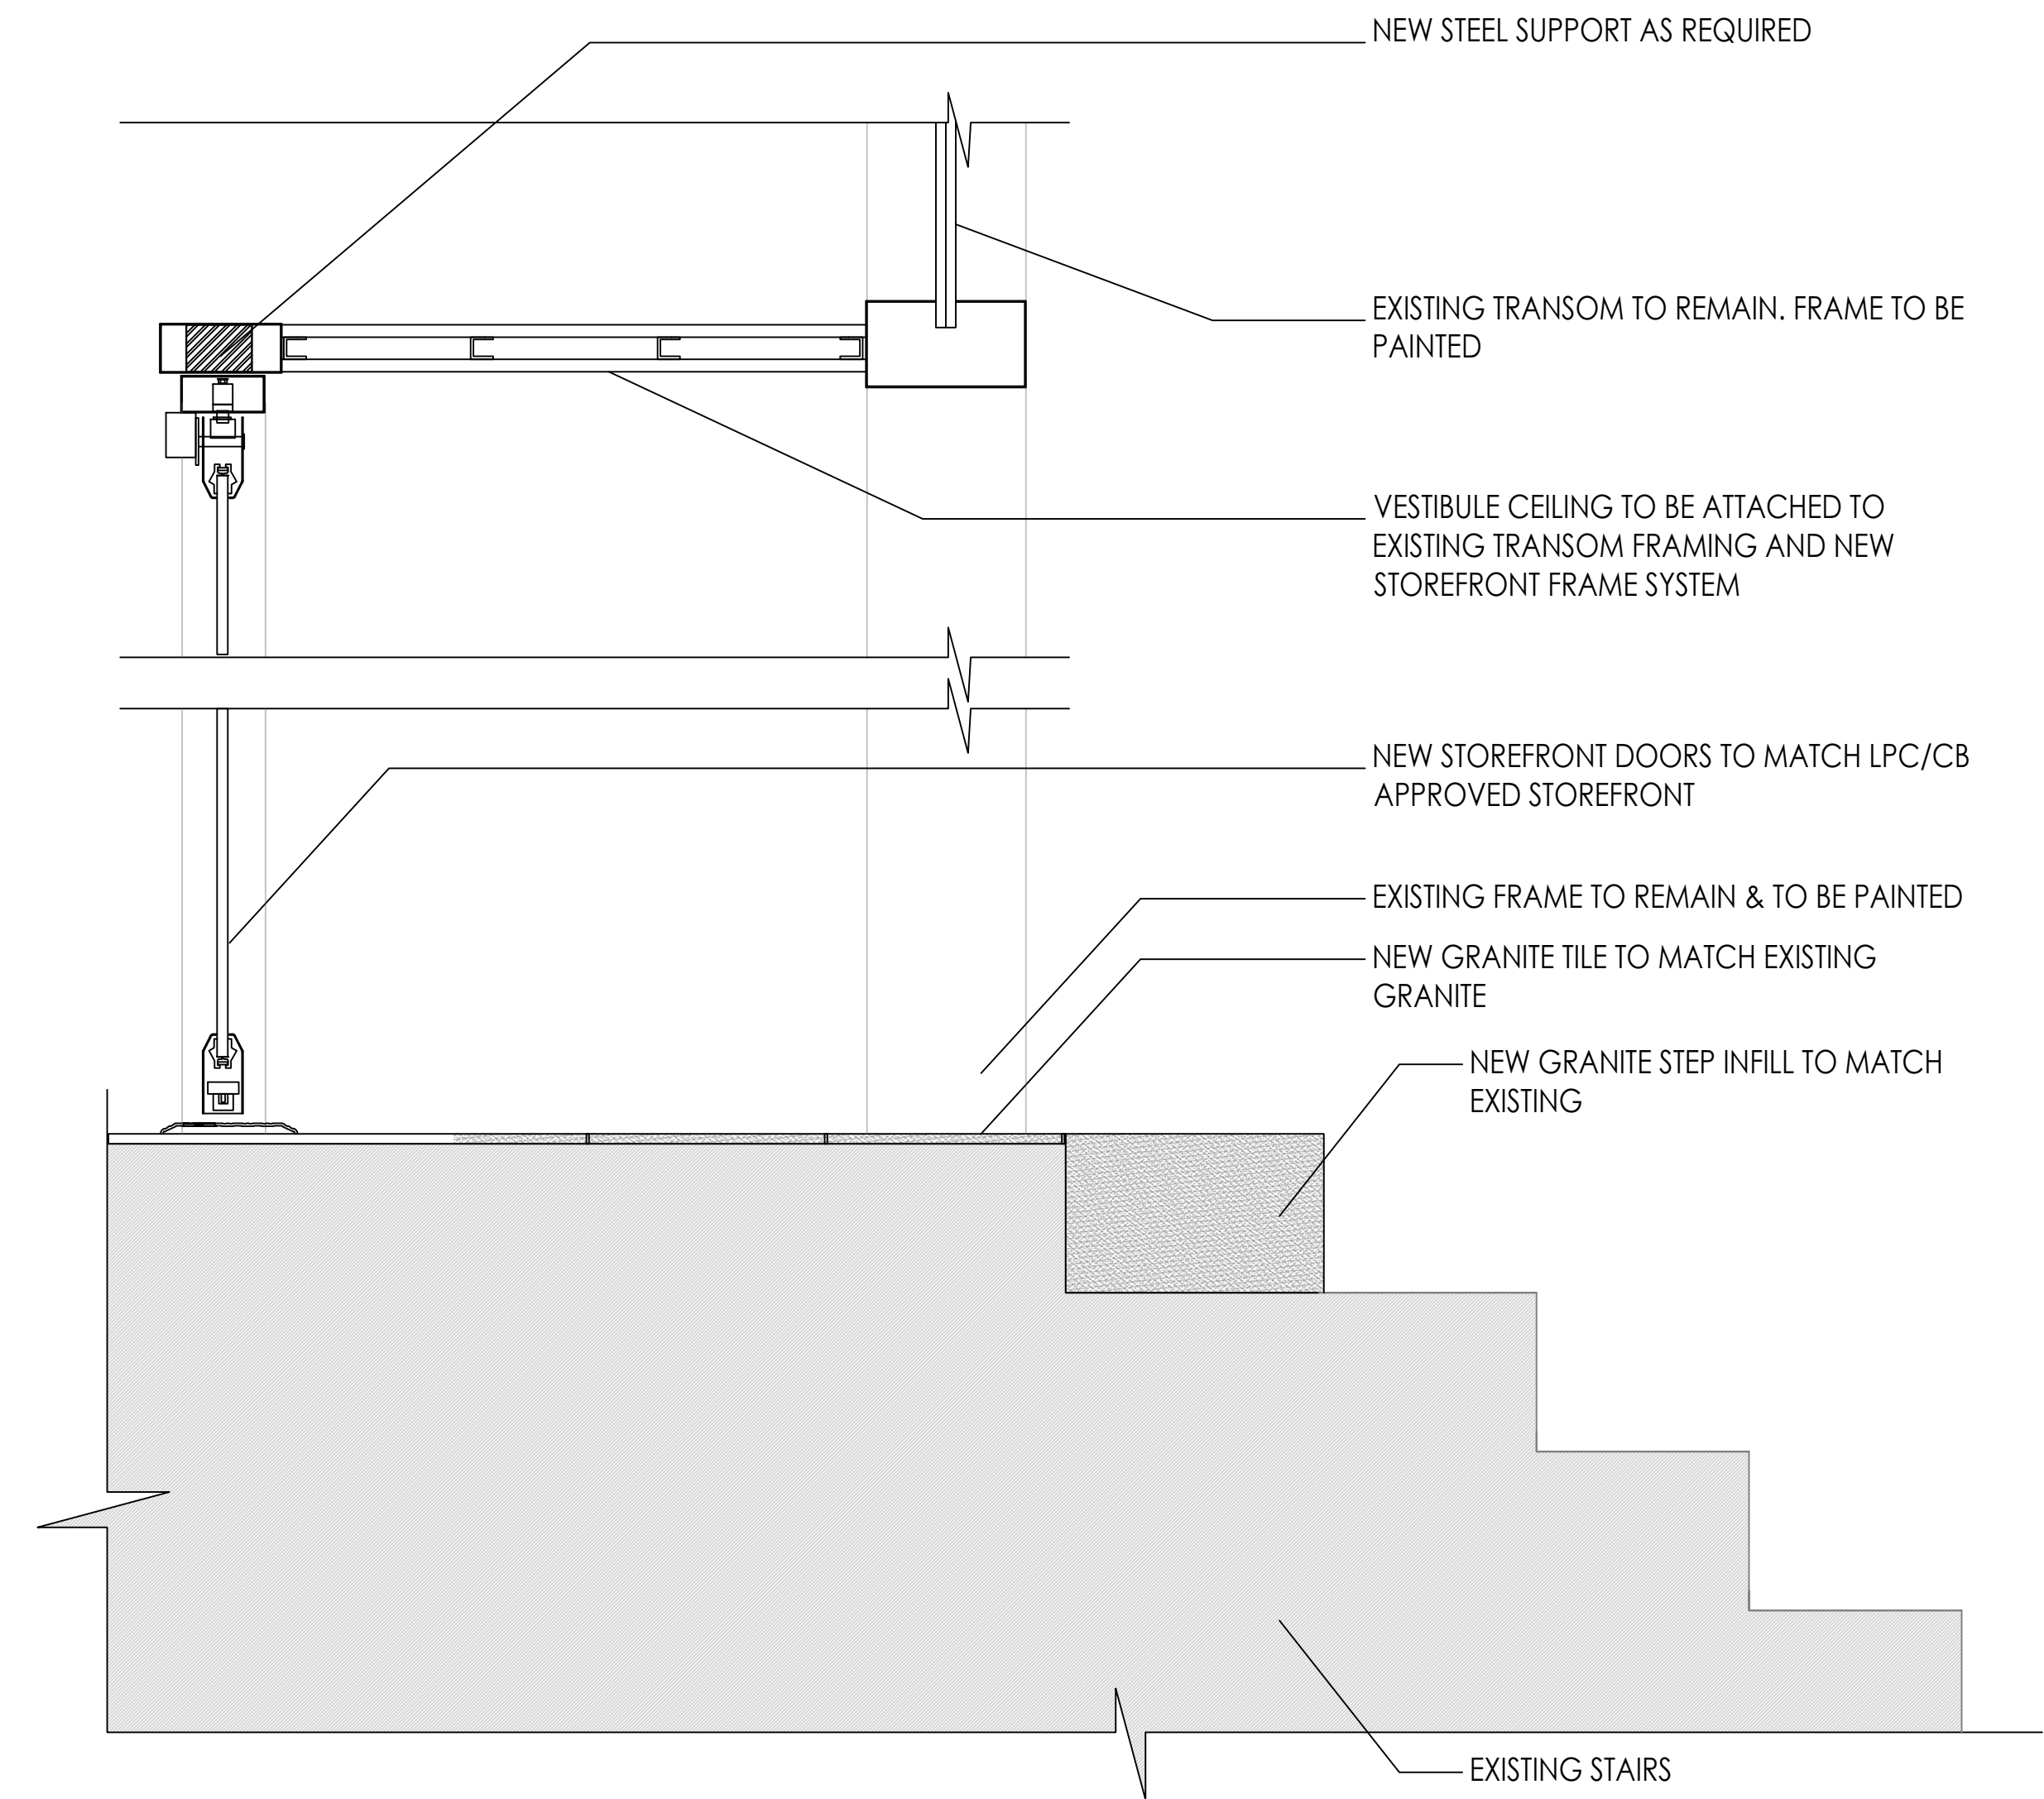 NEW STEEL SUPPORT AS REQUIRED
EXISTING TRANSOM TO REMAIN. FRAME TO BE
PAINTED
VESTIBULE CEILING TO BE ATTACHED TO
EXISTING TRANSOM FRAMING AND NEW
STOREFRONT FRAME SYSTEM
NEW STOREFRONT DOORS TO MATCH LPC/CB
APPROVED STOREFRONT
EXISTING FRAME TO REMAIN & TO BE PAINTED
NEW GRANITE TILE TO MATCH EXISTING
GRANITE
NEW GRANITE STEP INFILL TO MATCH
EXISTING
EXISTING STAIRS